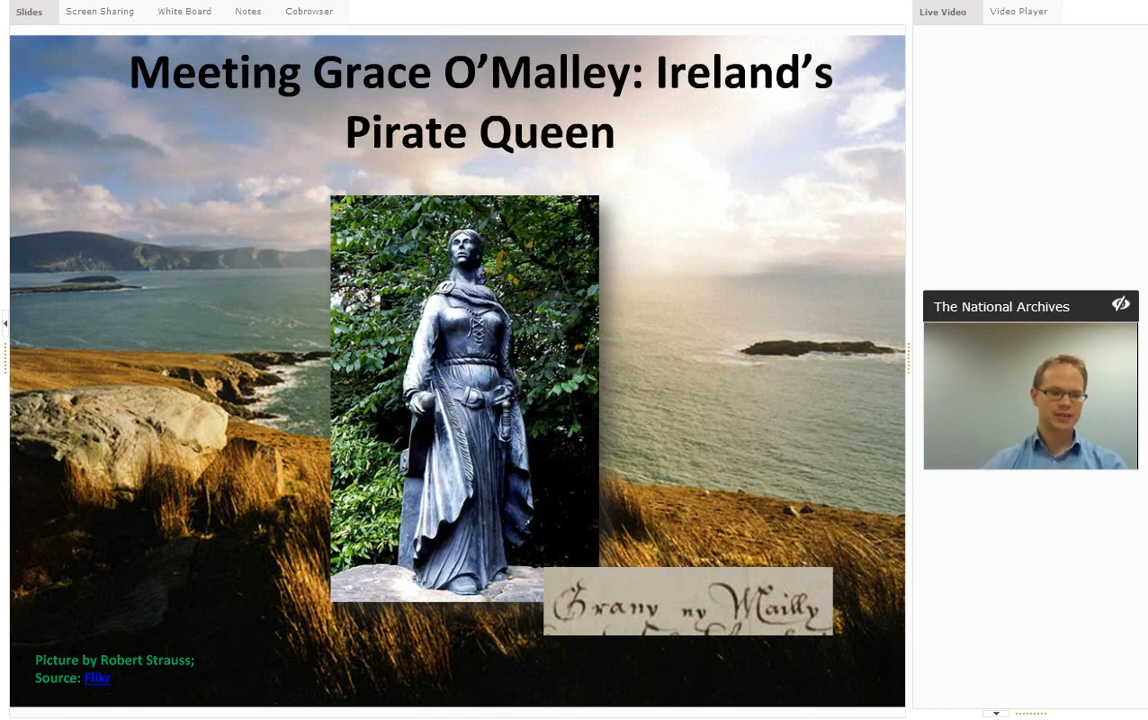 Slides Screen Sharing White Board Notes Cobrowser
Live Video Video Player
Meeting Grace O’Malley: Ireland’s
Pirate Queen
The National Archives
Grany ny Mailly
Picture by Robert Strauss;
Source: Flikr